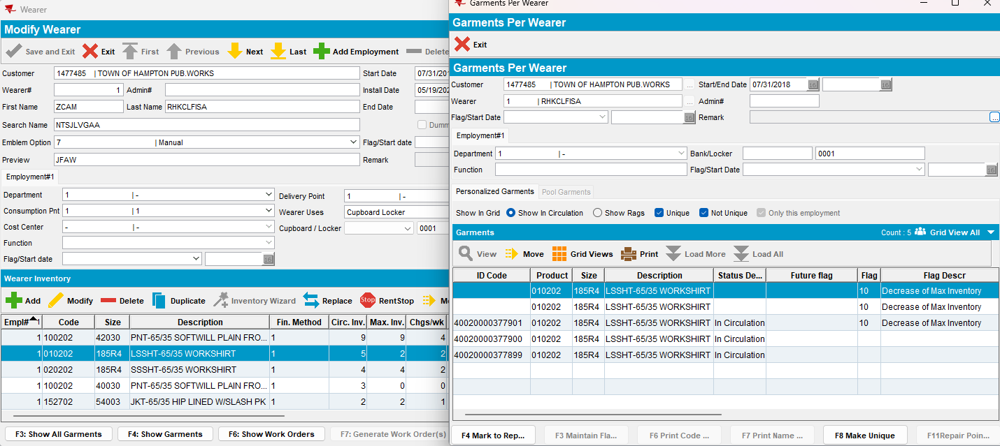 Wearer
Modify Wearer
Save and Exit Exit First Previous Next Last Add Employment Delete
Customer 1477485 | TOWN OF HAMPTON PUB.WORKS Start Date
Wearer# 1 Admin# Install Date
First Name ZCAM Last Name RHKCLFISA End Date
Search Name NTSJLVGAA
Emblem Option 7 | Manual Flag/Start date
Preview JFAW Remark
Employment#1
Department 1 | - Delivery Point 1 | -
Consumption Pnt 1 | 1 Wearer Uses Cupboard Locker
Cost Center - | - Cupboard / Locker 0001
Function
Flag/Start date 16
Wearer Inventory
Add Modify Delete Duplicate Inventory Wizard Replace Stop RentStop
Empl# 1 Code Size Description Fin. Method Circ. Inv. Max. Inv. Chgs/wk
1 100202 42030 PNT-65/35 SOFTWILL PLAIN FRO... 1 9 9 4
1 010202 185R4 LSSHT-65/35 WORKSHIRT 1 5 2 2
1 020202 185R4 SSSHT-65/35 WORKSHIRT 1 4 4 2
1 100202 40030 PNT-65/35 SOFTWILL PLAIN FRO... 1 3 0 0
1 152702 54003 JKT-65/35 HIP LINED W/SLASH PK 1 2 2 1
F3: Show All Garments F4: Show Garments F6: Show Work Orders F7: Generate Work Order(s)
Garments Per Wearer
Garments Per Wearer
Exit
Garments Per Wearer
Customer 1477485 | TOWN OF HAMPTON PUB.WORKS ... Start/End Date 07/31/2018 16 16
Wearer 1 | RHKCLFISA ... Admin#
Flag/Start Date 16 Remark ...
Employment#1
Department 1 | - Bank/Locker 0001
Function Flag/Start Date 16
Personalized Garments Pool Garments
Show In Grid Show In Circulation Show Rags Unique Not Unique Only this employment
Garments Count : 5 Grid View All
View Move Grid Views Print Load More Load All
ID Code Product Size Description Status De... Future flag Flag Flag Descr
010202 185R4 LSSHT-65/35 WORKSHIRT 10 Decrease of Max Inventory
010202 185R4 LSSHT-65/35 WORKSHIRT 10 Decrease of Max Inventory
40020000377901 010202 185R4 LSSHT-65/35 WORKSHIRT In Circulation 10 Decrease of Max Inventory
40020000377900 010202 185R4 LSSHT-65/35 WORKSHIRT In Circulation
40020000377899 010202 185R4 LSSHT-65/35 WORKSHIRT In Circulation
F4 Mark to Rep... F3 Maintain Fla... F6 Print Code ... F7 Print Name ... F8 Make Unique F11Repair Poin...